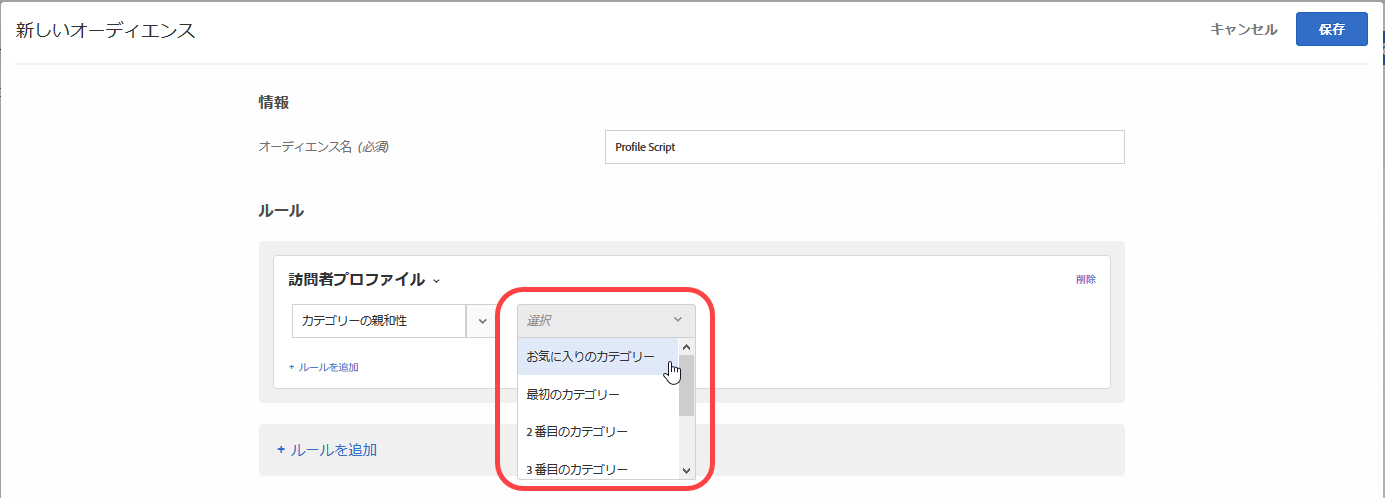 新しいオーディエンス
キャンセル
保存
情報
オーディエンス名 (必須)
Profile Script
ルール
訪問者プロファイル
削除
カテゴリーの親和性
選択
お気に入りのカテゴリー
最初のカテゴリー
2 番目のカテゴリー
3 番目のカテゴリー
+ ルールを追加
+ ルールを追加